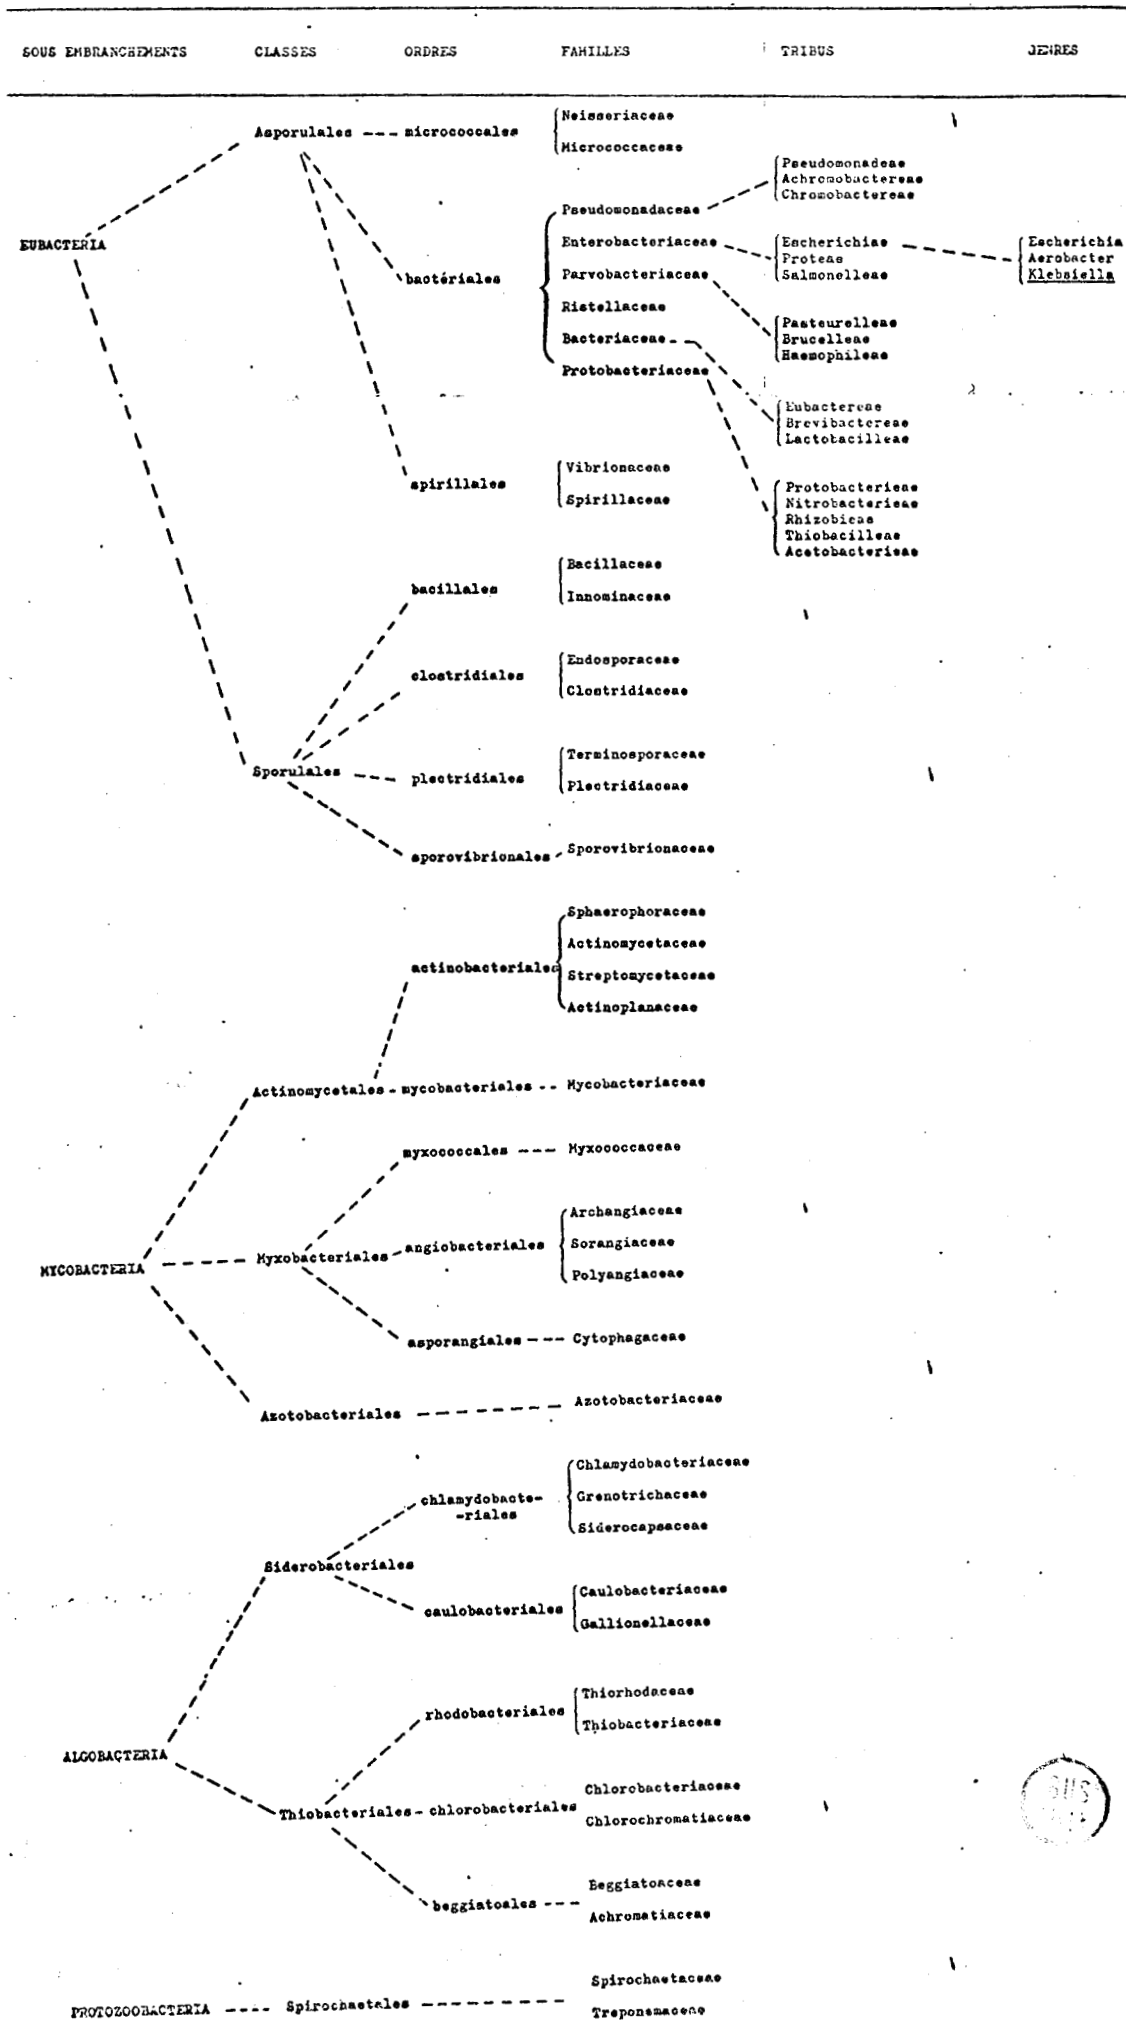 SOUS EMBRANCHEMENTS CLASSES ORDRES FAMILLES TRIBUS GENRES
Neisseriaceae
Asporulales --- micrococcales
Micrococcaceae
Pseudomonadeae
Achromobactereae
Chromobactereae
Pseudomonadaceae
EUBACTERIA
Enterobacteriaceae
Escherichiae
Escherichia
Proteae
Aerobacter
Parvobacteriaceae
Salmonelleae
Klebsiella
bactériales
Ristellaceae
Pasteurelleae
Bacteriaceae
Brucelleae
Haemophileae
Protobacteriaceae
Eubactereae
Brevibactereae
Lactobacilleae
Vibrionaceae
spirillales
Spirillaceae
Protobacterieae
Nitrobacterieae
Rhizobieae
Thiobacilleae
Acetobacterieae
Bacillaceae
bacillales
Innominaceae
Endosporaceae
clostridiales
Clostridiaceae
Terminosporaceae
Sporulales --- plectridiales
Plectridiaceae
sporovibrionales - Sporovibrionaceae
Sphaerophoraceae
Actinomycetaceae
actinobacteriales
Streptomycetaceae
Actinoplanaceae
Actinomycetales - mycobacteriales -- Mycobacteriaceae
myxococcales --- Myxococcaceae
Archangiaceae
MYCOBACTERIA ----- Myxobacteriales - angiobacteriales Sorangiaceae
Polyangiaceae
asporangiales --- Cytophagaceae
Azotobacteriales -------- Azotobacteriaceae
Chlamydobacteriaceae
chlamydobacte-
-riales
Grenotrichaceae
Siderocapsaceae
Siderobacteriales
Caulobacteriaceae
caulobacteriales
Gallionellaceae
Thiorhodaceae
rhodobacteriales
Thiobacteriaceae
ALGOBACTERIA
Chlorobacteriaceae
Thiobacteriales - chlorobacteriales
Chlorochromatiaceae
Beggiatoaceae
beggiatoales ---
Achromatiaceae
Spirochaetaceae
PROTOZOOBACTERIA ---- Spirochaetales ---------
Treponemaceae